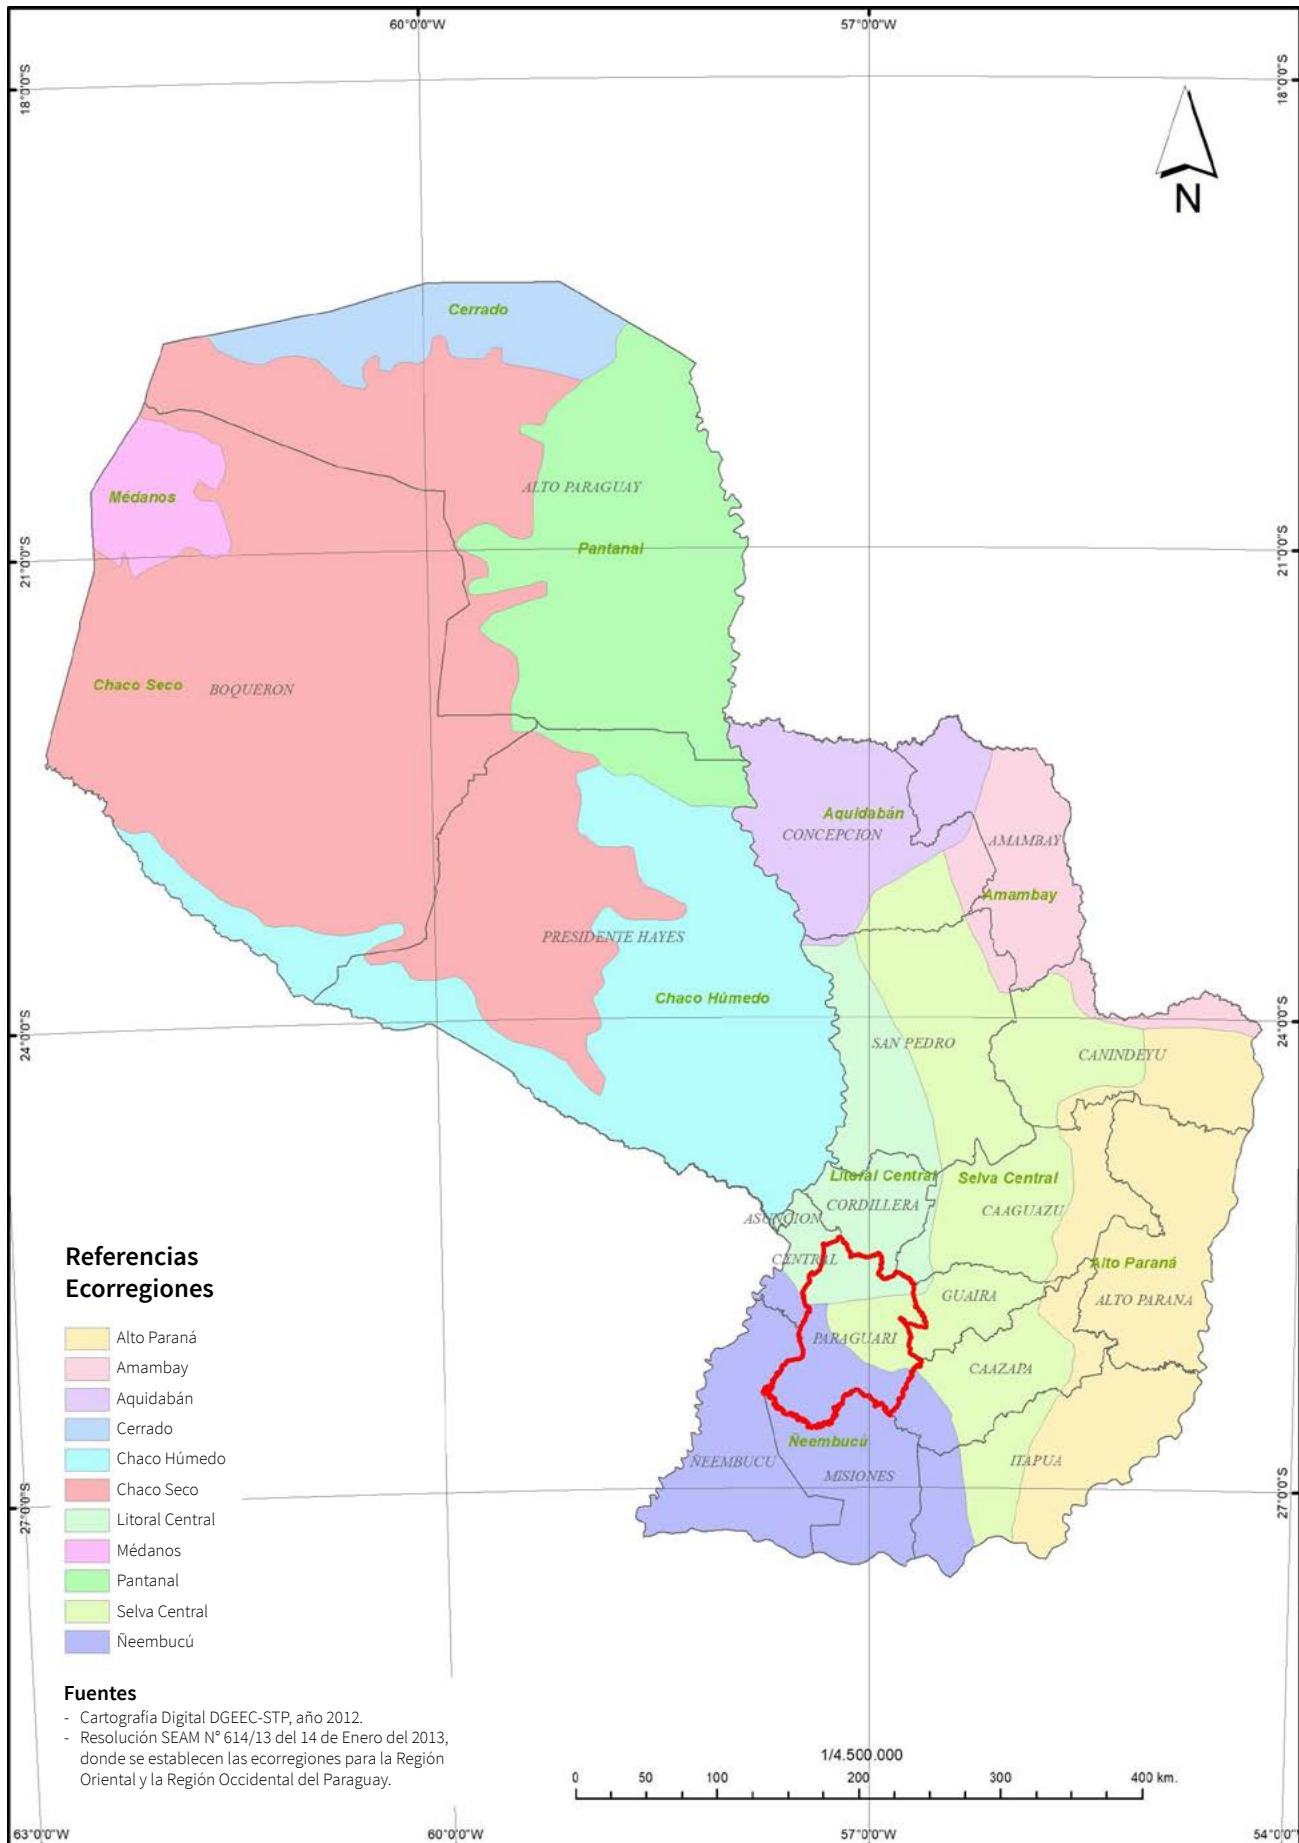 60°0'0"W
57°0'0"W
18°0'0"S
18°0'0"S
N
Cerrado
Médanos
ALTO PARAGUAY
Pantanal
21°0'0"S
21°0'0"S
Chaco Seco
BOQUERON
Aquidabán
CONCEPCION
AMAMBAY
Amambay
PRESIDENTE HAYES
Chaco Húmedo
24°0'0"S
24°0'0"S
SAN PEDRO
CANINDEYU
Litoral Central
Selva Central
CORDILLERA
CAAGUAZU
ASUNCION
CENTRAL
Alto Paraná
GUAIRA
ALTO PARANA
PARAGUARI
CAAZAPA
Ñeembucú
ÑEEMBUCU
MISIONES
ITAPUA
27°0'0"S
27°0'0"S
Referencias
Ecorregiones
Alto Paraná
Amambay
Aquidabán
Cerrado
Chaco Húmedo
Chaco Seco
Litoral Central
Médanos
Pantanal
Selva Central
Ñeembucú
Fuentes
- Cartografía Digital DGEEC-STP, año 2012.
- Resolución SEAM N° 614/13 del 14 de Enero del 2013,
donde se establecen las ecorregiones para la Región
Oriental y la Región Occidental del Paraguay.
1/4.500.000
0 50 100 200 300 400 km.
63°0'0"W
60°0'0"W
57°0'0"W
54°0'0"W